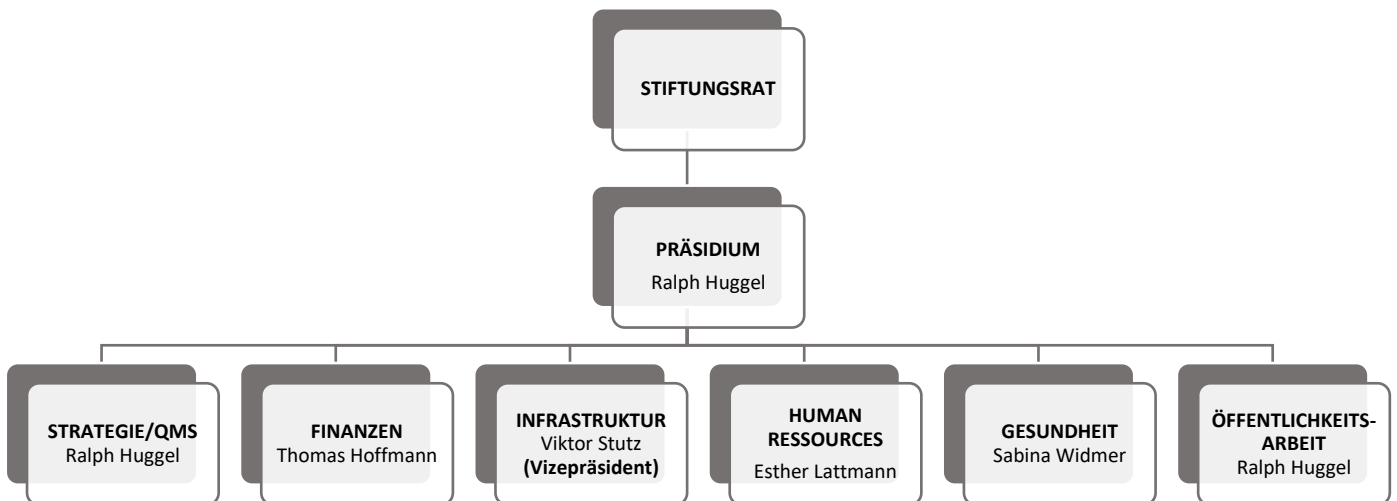 STIFTUNGSRAT
PRÄSIDIUM
Ralph Huggel
STRATEGIE/QMS
Ralph Huggel
FINANZEN
Thomas Hoffmann
INFRASTRUKTUR
Viktor Stutz
(Vizepräsident)
HUMAN
RESSOURCES
Esther Lattmann
GESUNDHEIT
Sabina Widmer
ÖFFENTLICHKEITS-
ARBEIT
Ralph Huggel